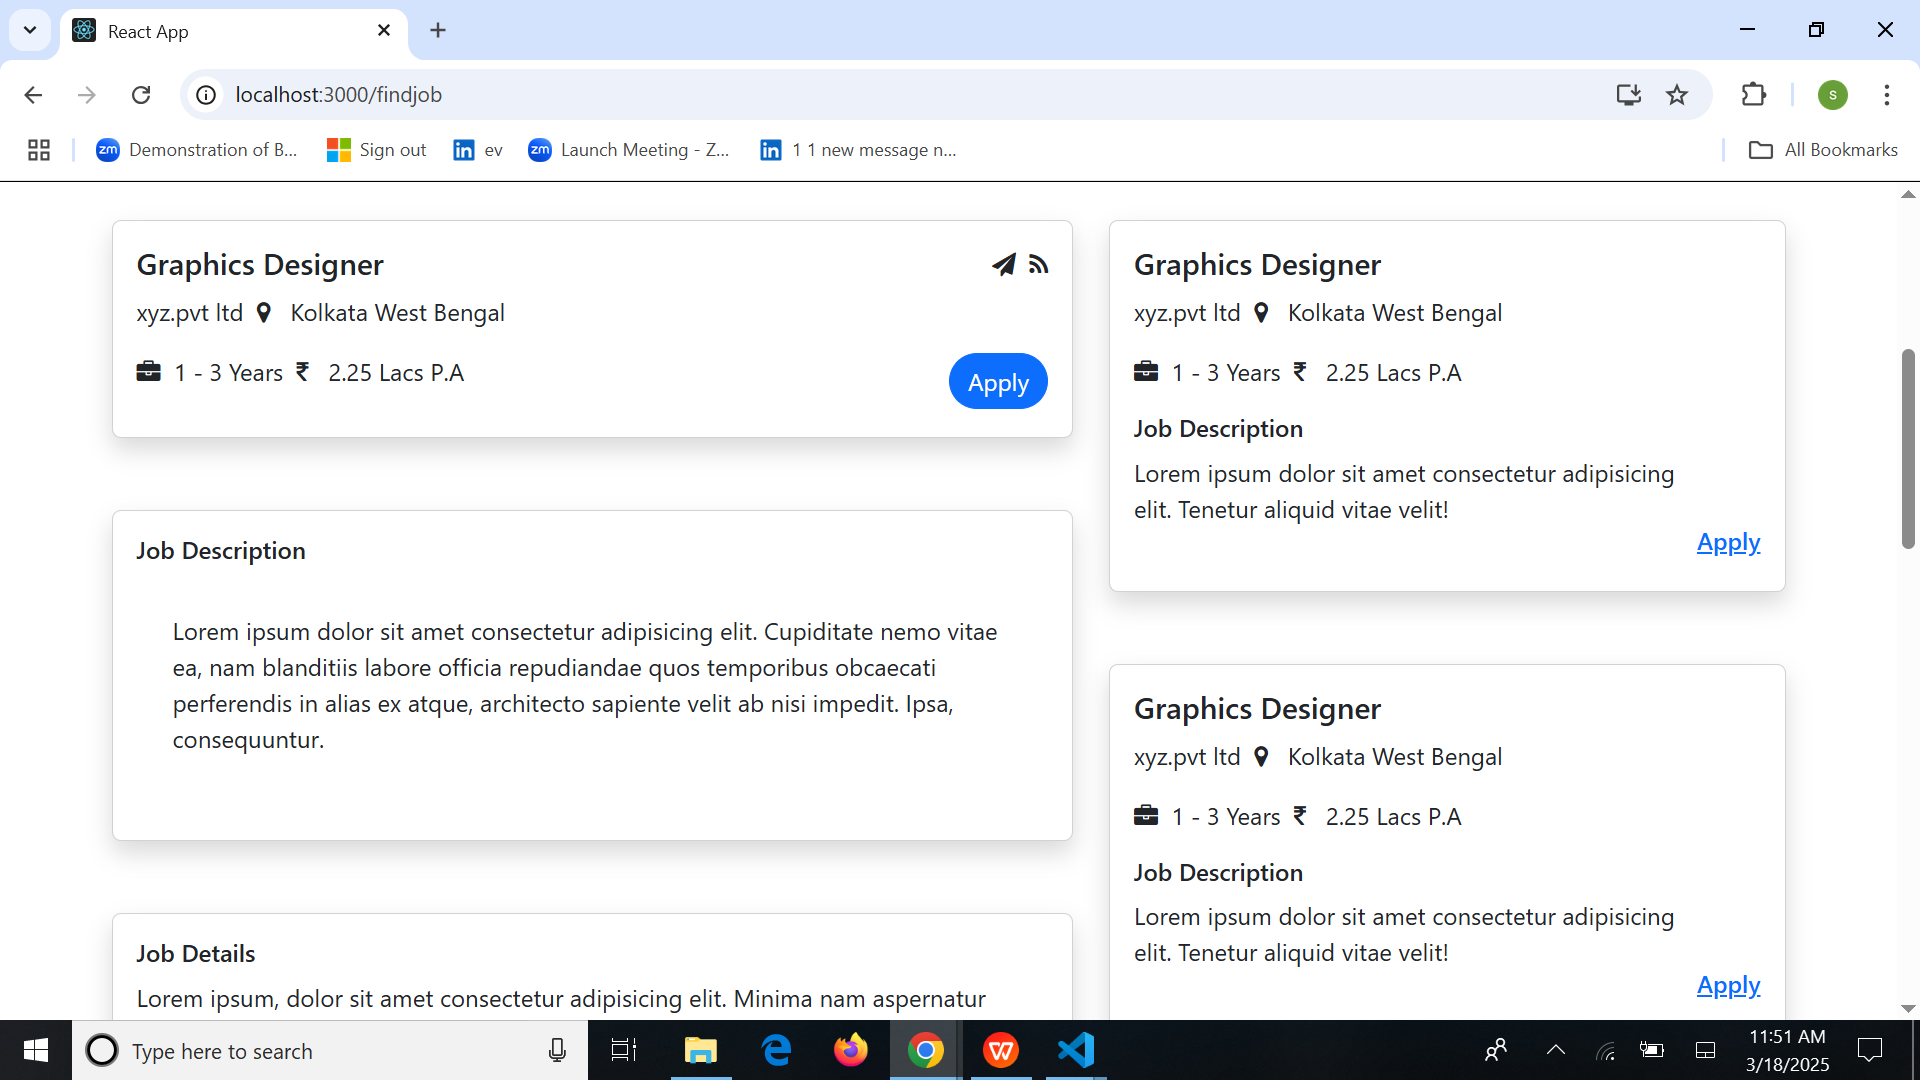 React App
localhost:3000/findjob
S
Demonstration of B...
Sign out
ev
Launch Meeting - Z...
1 1 new message n...
All Bookmarks
Graphics Designer
xyz.pvt ltd Kolkata West Bengal
1 - 3 Years ₹ 2.25 Lacs P.A
Apply
Job Description
Lorem ipsum dolor sit amet consectetur adipisicing elit. Cupiditate nemo vitae
ea, nam blanditiis labore officia repudiandae quos temporibus obcaecati
perferendis in alias ex atque, architecto sapiente velit ab nisi impedit. Ipsa,
consequuntur.
Job Details
Lorem ipsum, dolor sit amet consectetur adipisicing elit. Minima nam aspernatur
Graphics Designer
xyz.pvt ltd Kolkata West Bengal
1 - 3 Years ₹ 2.25 Lacs P.A
Job Description
Lorem ipsum dolor sit amet consectetur adipisicing
elit. Tenetur aliquid vitae velit!
Apply
Graphics Designer
xyz.pvt ltd Kolkata West Bengal
1 - 3 Years ₹ 2.25 Lacs P.A
Job Description
Lorem ipsum dolor sit amet consectetur adipisicing
elit. Tenetur aliquid vitae velit!
Apply
Type here to search
11:51 AM
3/18/2025